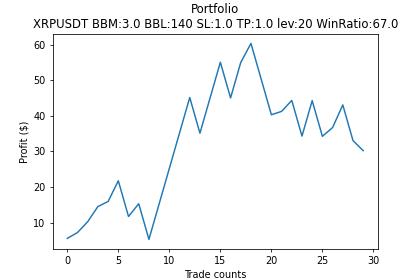 Portfolio
XRPUSDT BBM:3.0 BBL:140 SL:1.0 TP:1.0 lev:20 WinRatio:67.0
60
50
40
30
20
10
Profit ($)
0 5 10 15 20 25 30
Trade counts